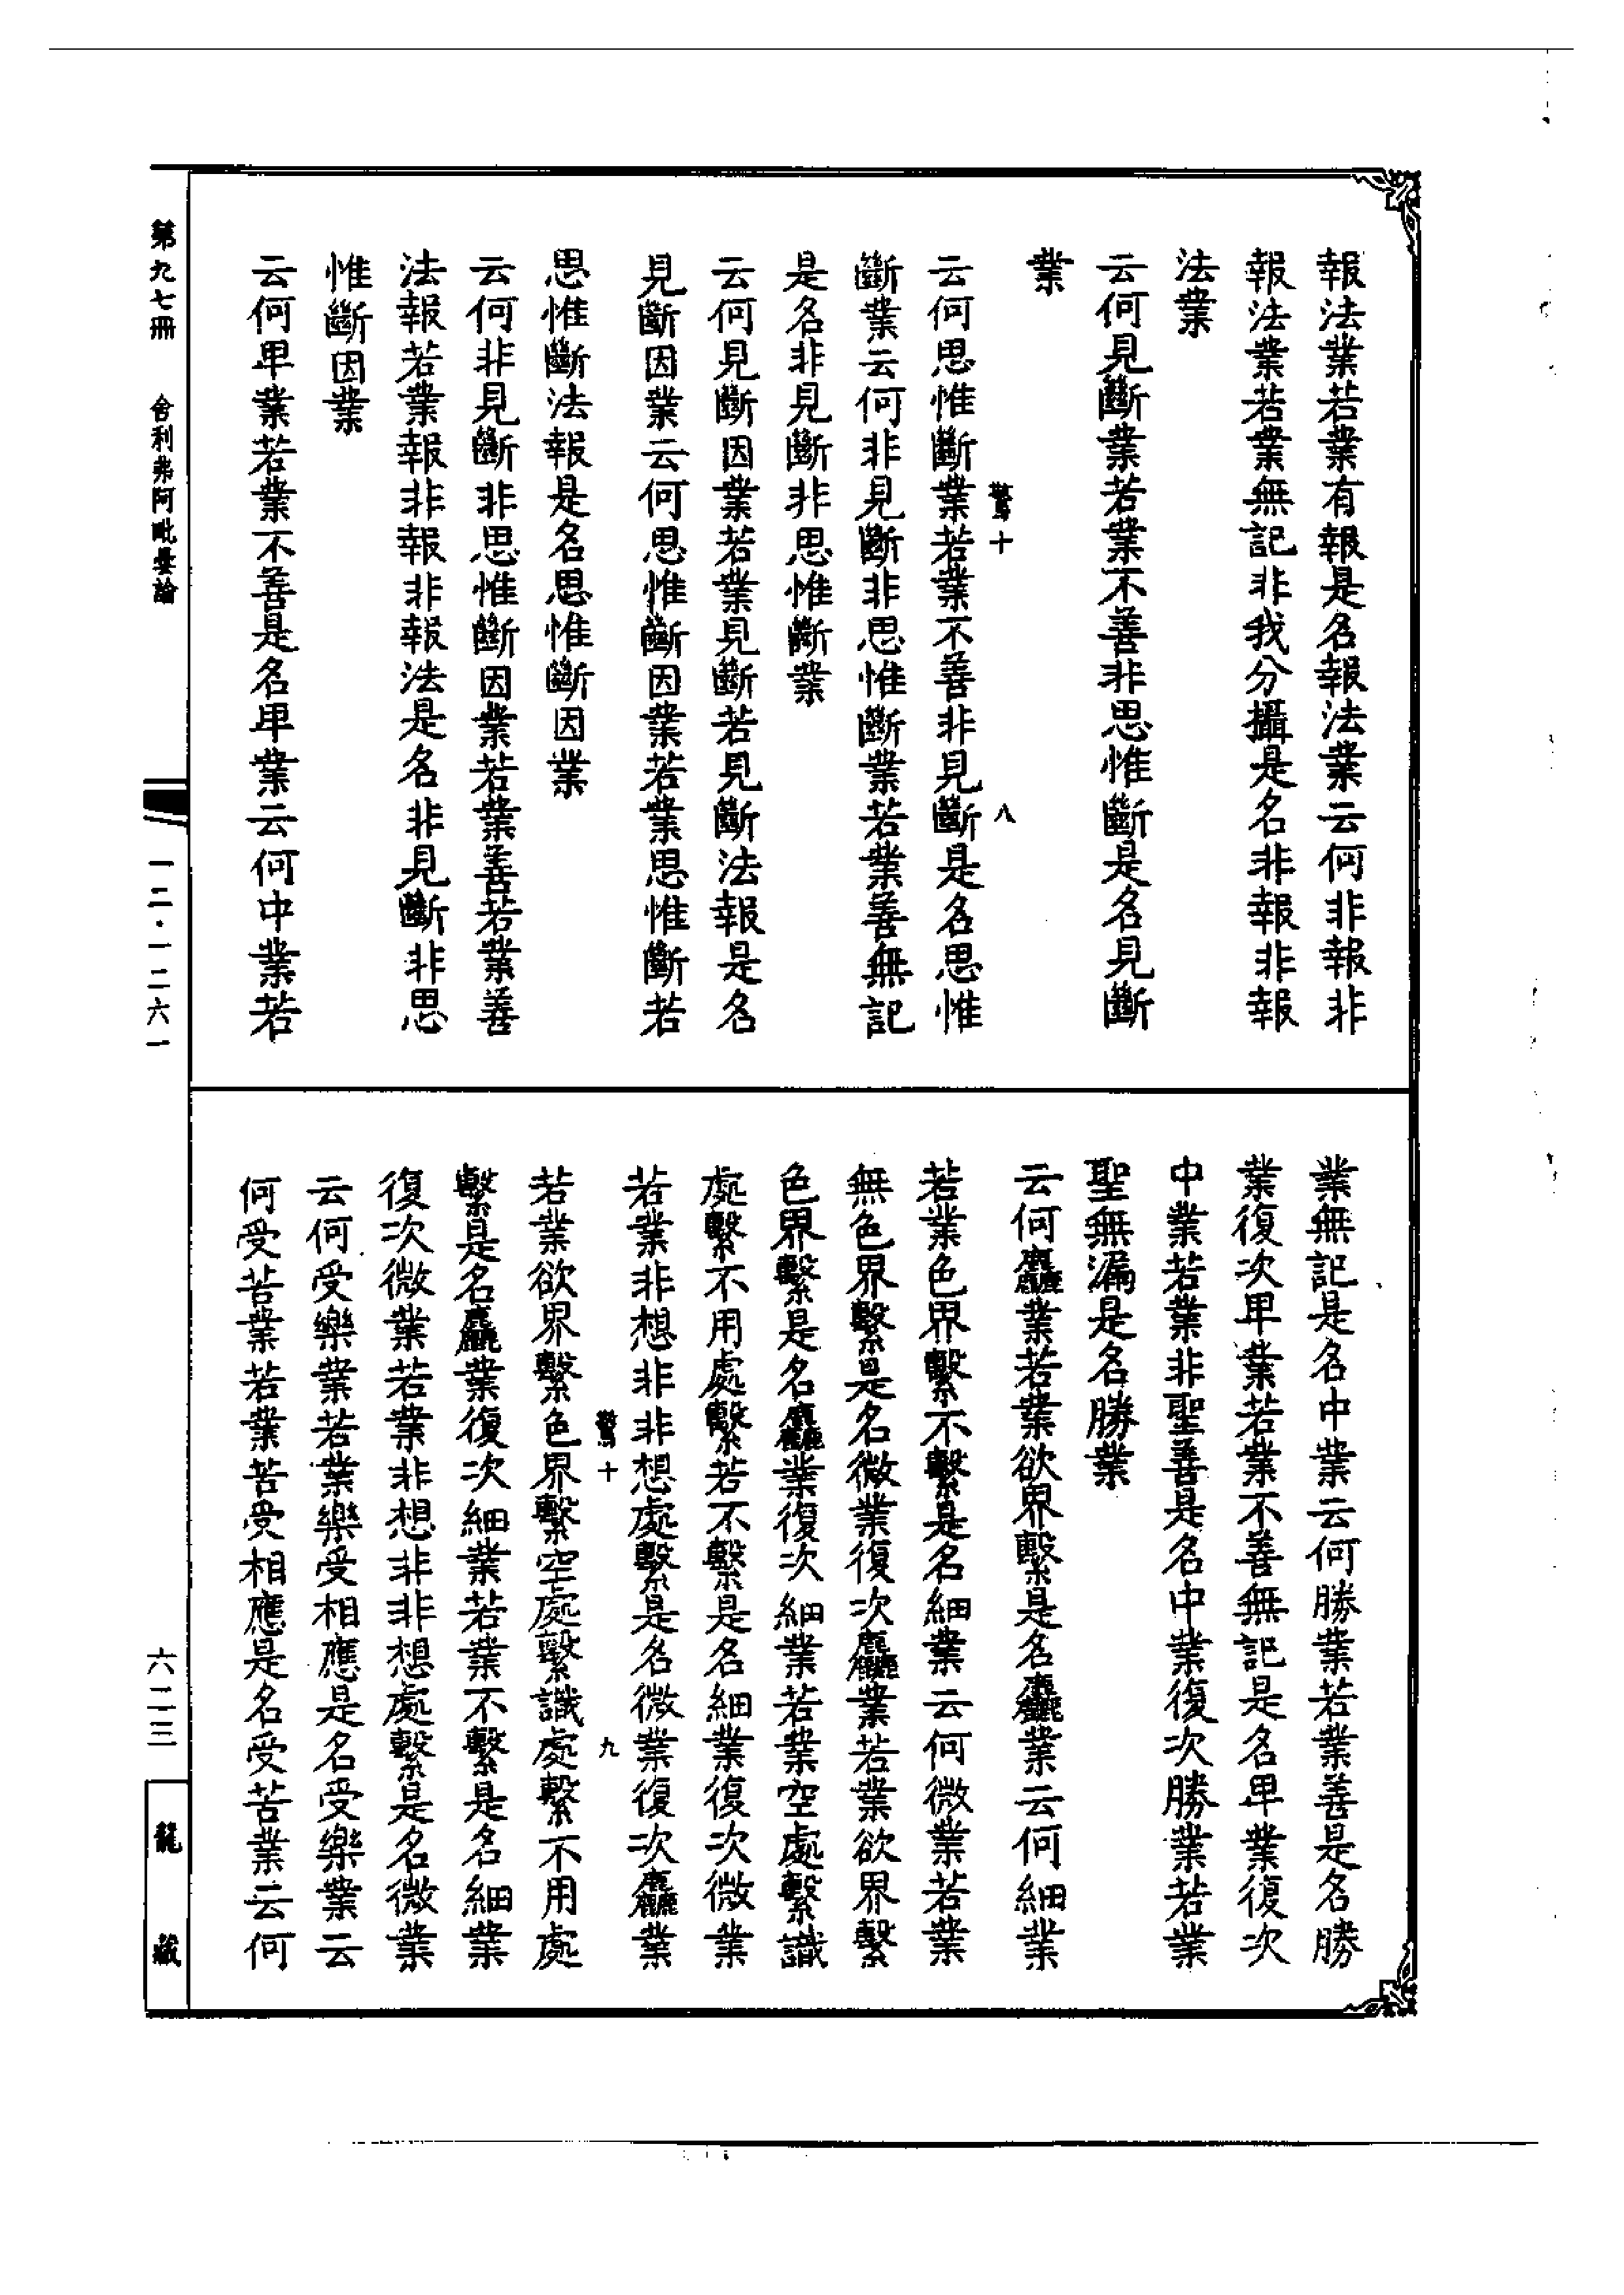 報法業若業有報是名報法業云何非報非
報法業若業無記非我分攝是名非報非報
法業
云何見斷業若業不善非思惟斷是名見斷
業
驚十 八
云何思惟斷業若業不善非見斷是名思惟
斷業云何非見斷非思惟斷業若業善無記
是名非見斷非思惟斷業
云何見斷因業若業見斷若見斷法報是名
見斷因業云何思惟斷因業若業思惟斷若
思惟斷法報是名思惟斷因業
云何非見斷非思惟斷因業若業善若業善
法報若業報非報非報法是名非見斷非思
惟斷因業
云何卑業若業不善是名卑業云何中業若
業無記是名中業云何勝業若業善是名勝
業復次卑業若業不善無記是名卑業復次
中業若業非聖善是名中業復次勝業若業
聖無漏是名勝業
云何麤業若業欲界繫是名麤業云何細業
若業色界繫不繫是名細業云何微業若業
無色界繫是名微業復次麤業若業欲界繫
色界繫是名麤業復次細業若業空處繫識
處繫不用處繫若不繫是名細業復次微業
若業非想非非想處繫是名微業復次麤業
驚十 九
若業欲界繫色界繫空處繫識處繫不用處
繫是名麤業復次細業若業不繫是名細業
復次微業若業非想非非想處繫是名微業
云何受樂業若業樂受相應是名受樂業云
何受苦業若業苦受相應是名受苦業云何
第九七冊 舍利弗阿毗曇論 一二·一二六一 六二三 龍藏